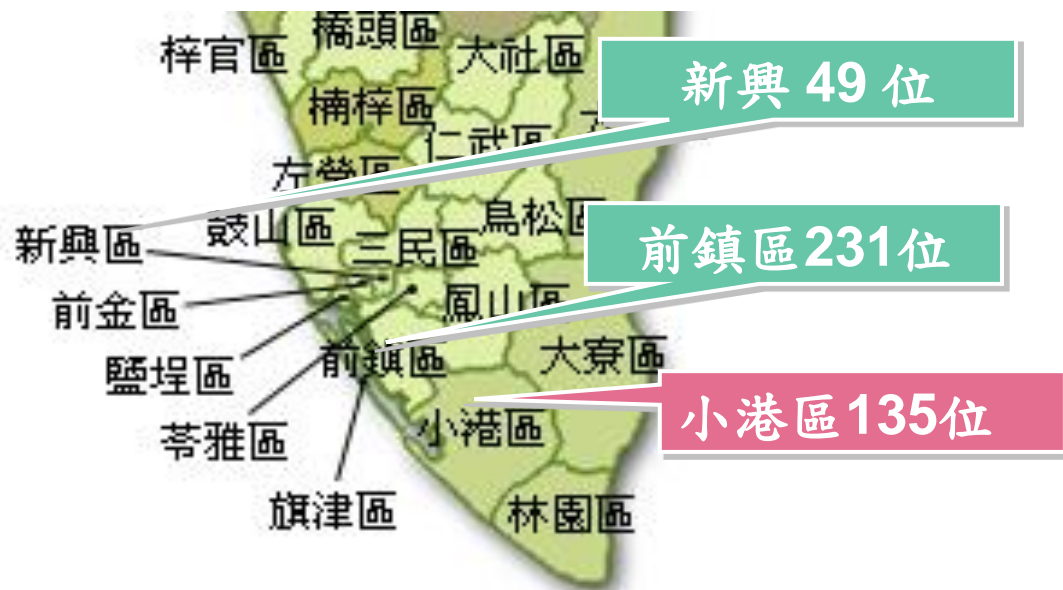 橋頭區
梓官區
大社區
新興 49 位
楠梓區
仁武區
左營區
鼓山區
鳥松區
新興區
三民區
前鎮區231位
前金區
鳳山區
前鎮區
大寮區
鹽埕區
小港區135位
苓雅區
小港區
旗津區
林園區